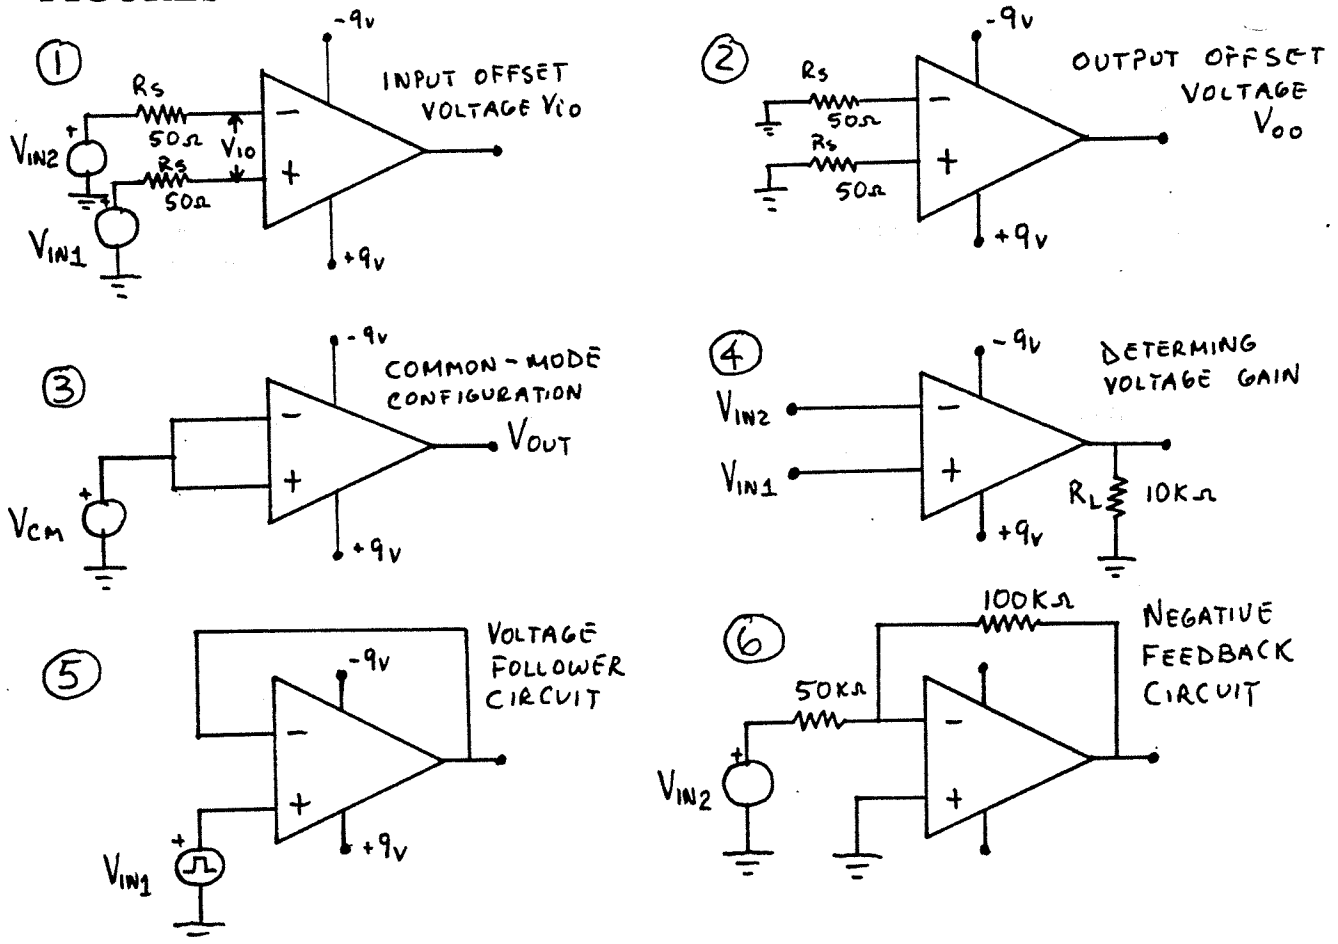 ①
-9v
INPUT OFFSET
VOLTAGE Vio
Rs
50Ω
VIN2
+
Vio
Rs
50Ω
VIN1
+
−
+
+9v
②
-9v
OUTPUT OFFSET
VOLTAGE
Voo
Rs
50Ω
Rs
50Ω
−
+
+9v
③
-9v
COMMON-MODE
CONFIGURATION
−
+
VOUT
+
VCM
+9v
④
-9v
DETERMING
VOLTAGE GAIN
VIN2
−
VIN1
+
RL 10KΩ
+9v
⑤
-9v
VOLTAGE
FOLLOWER
CIRCUIT
−
+
+
VIN1
+9v
⑥
100KΩ
NEGATIVE
FEEDBACK
CIRCUIT
50KΩ
−
+
+
VIN2